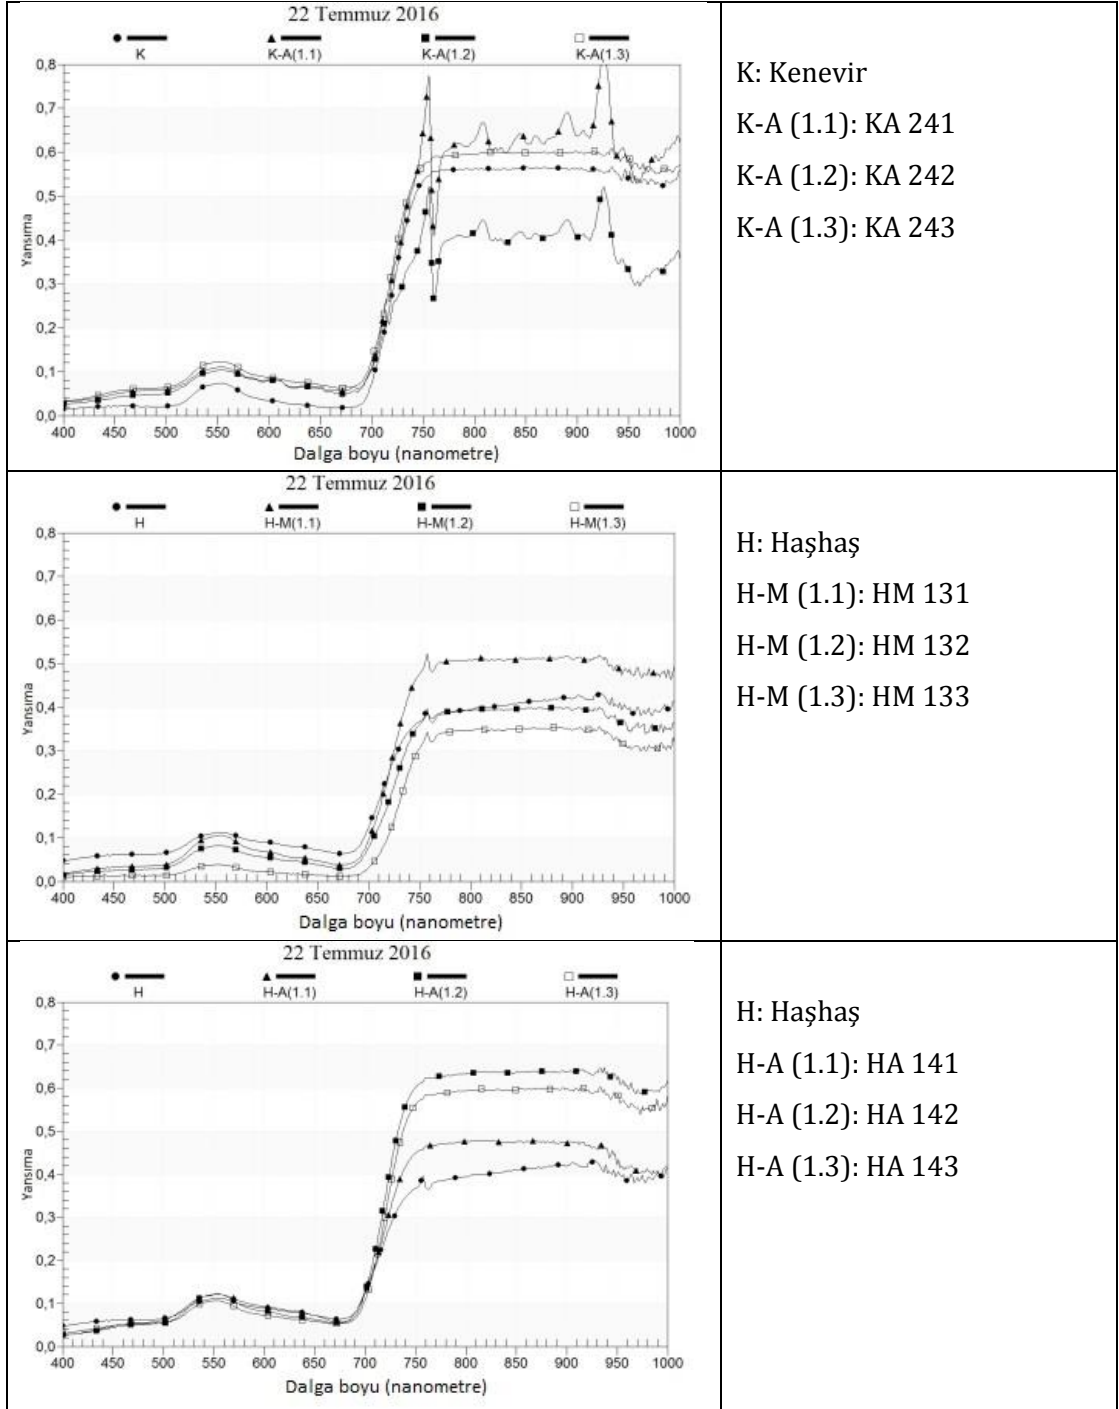 22 Temmuz 2016
K K-A(1.1) K-A(1.2) K-A(1.3)
0,8
0,7
0,6
0,5
0,4
0,3
0,2
0,1
0,0
Yansıma
400 450 500 550 600 650 700 750 800 850 900 950 1000
Dalga boyu (nanometre)
K: Kenevir
K-A (1.1): KA 241
K-A (1.2): KA 242
K-A (1.3): KA 243
22 Temmuz 2016
H H-M(1.1) H-M(1.2) H-M(1.3)
0,8
0,7
0,6
0,5
0,4
0,3
0,2
0,1
0,0
Yansıma
400 450 500 550 600 650 700 750 800 850 900 950 1000
Dalga boyu (nanometre)
H: Haşhaş
H-M (1.1): HM 131
H-M (1.2): HM 132
H-M (1.3): HM 133
22 Temmuz 2016
H H-A(1.1) H-A(1.2) H-A(1.3)
0,8
0,7
0,6
0,5
0,4
0,3
0,2
0,1
0,0
Yansıma
400 450 500 550 600 650 700 750 800 850 900 950 1000
Dalga boyu (nanometre)
H: Haşhaş
H-A (1.1): HA 141
H-A (1.2): HA 142
H-A (1.3): HA 143